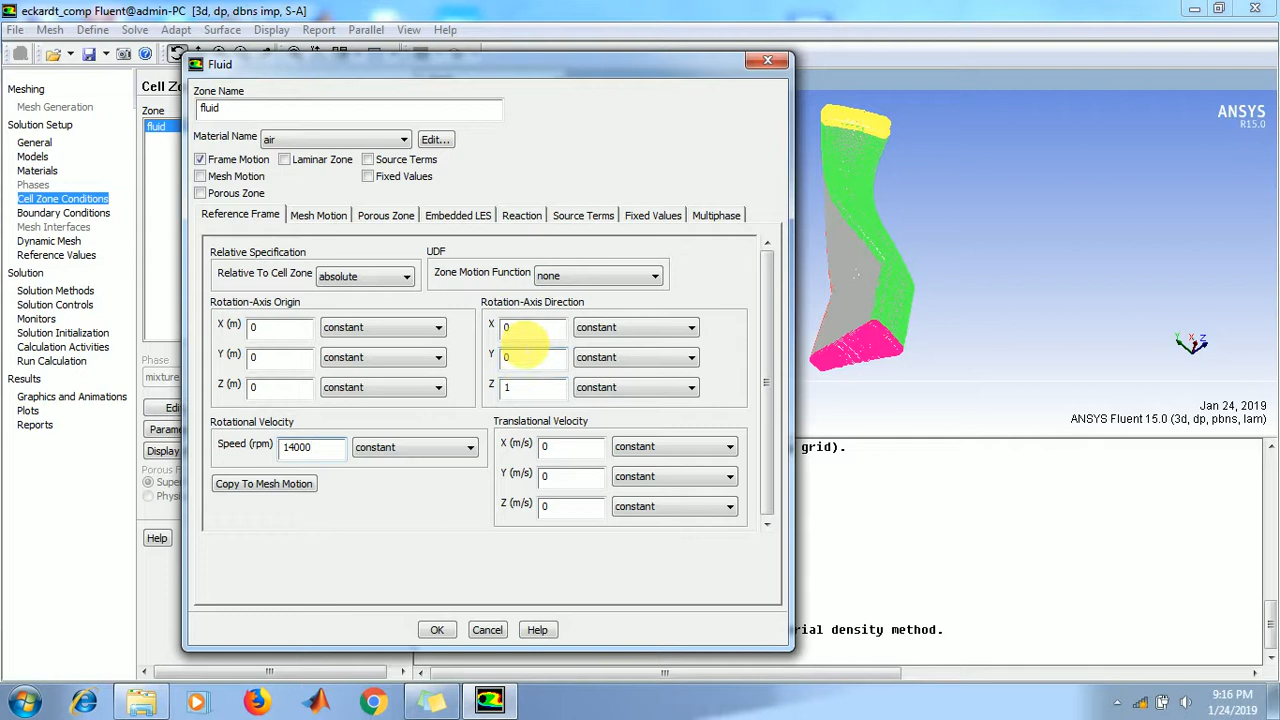 eckardt_comp Fluent@admin-PC [3d, dp, dbns imp, S-A]
File Mesh Define Solve Adapt Surface Display Report Parallel View Help
Meshing
Mesh Generation
Solution Setup
General
Models
Materials
Phases
Cell Zone Conditions
Boundary Conditions
Mesh Interfaces
Dynamic Mesh
Reference Values
Solution
Solution Methods
Solution Controls
Monitors
Solution Initialization
Calculation Activities
Run Calculation
Results
Graphics and Animations
Plots
Reports
Cell Zo
Zone
fluid
Phase
mixture
Edi
Param
Display
Porous F
Super
Physi
Help
Fluid
Zone Name
fluid
Material Name air Edit...
Frame Motion Laminar Zone Source Terms
Mesh Motion Fixed Values
Porous Zone
Reference Frame Mesh Motion Porous Zone Embedded LES Reaction Source Terms Fixed Values Multiphase
Relative Specification UDF
Relative To Cell Zone absolute Zone Motion Function none
Rotation-Axis Origin Rotation-Axis Direction
X (m) 0 constant X 0 constant
Y (m) 0 constant Y 0 constant
Z (m) 0 constant Z 1 constant
Rotational Velocity Translational Velocity
Speed (rpm) 14000 constant X (m/s) 0 constant
Copy To Mesh Motion Y (m/s) 0 constant
Z (m/s) 0 constant
OK Cancel Help
ANSYS
R15.0
Y X Z
Jan 24, 2019
ANSYS Fluent 15.0 (3d, dp, pbns, lam)
grid).
rial density method.
9:16 PM
1/24/2019